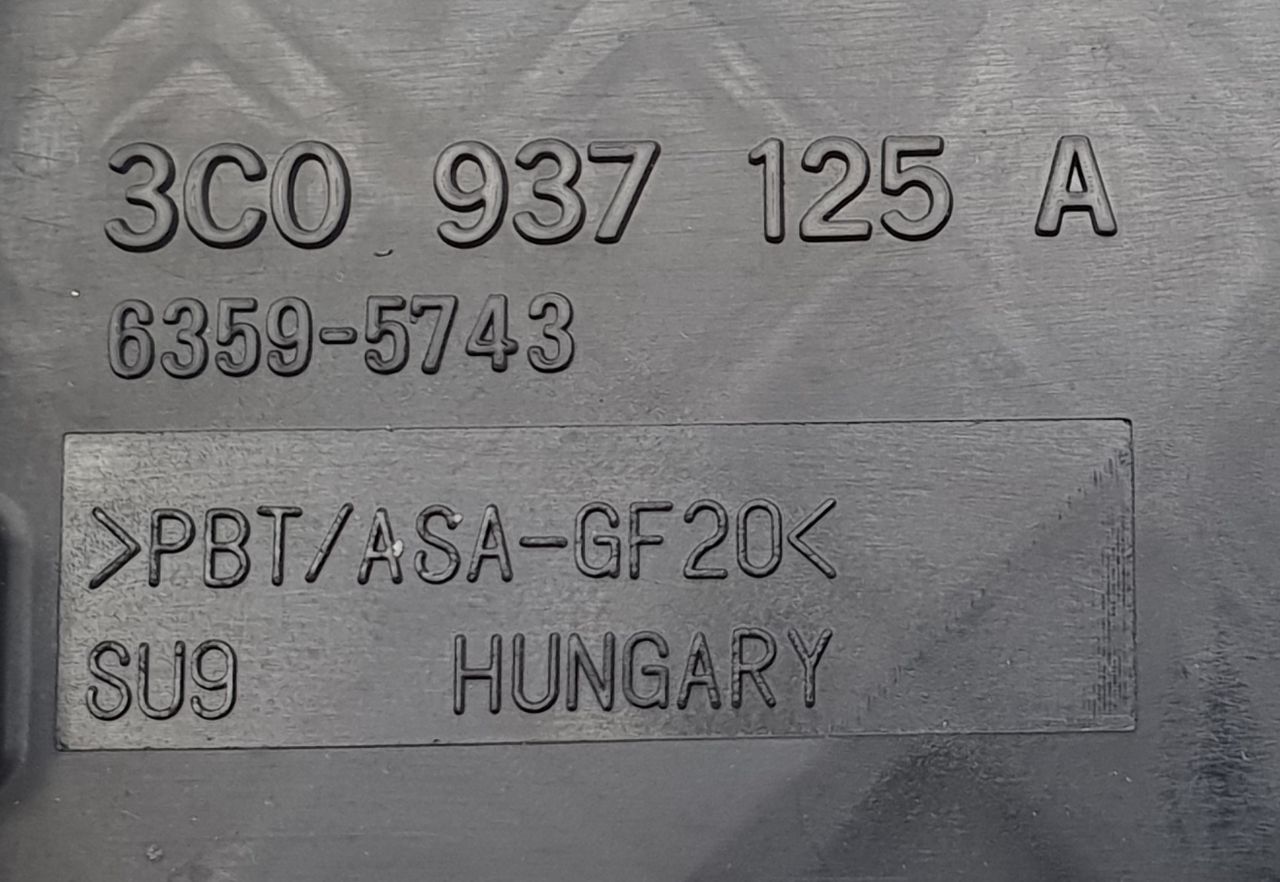 3C0 937 125 A
6359-5743
>PBT/ASA-GF20<
SU9 HUNGARY